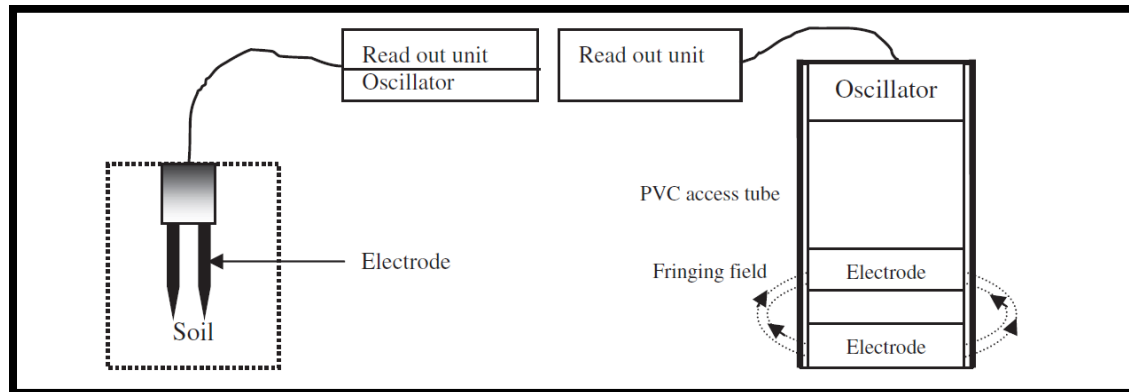 Read out unit
Oscillator
Electrode
Soil
Read out unit
Oscillator
PVC access tube
Fringing field
Electrode
Electrode